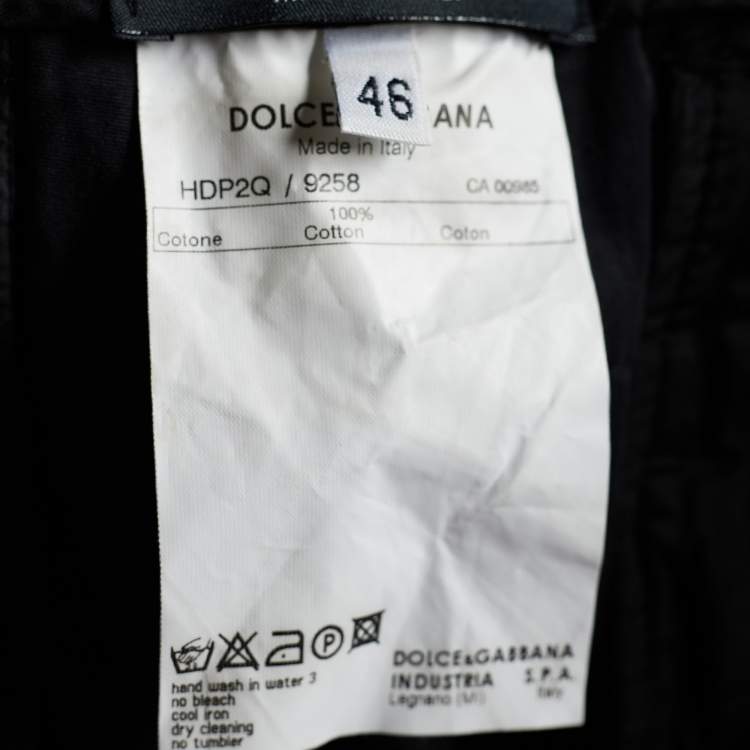 46
DOLCE ANA
Made in Italy
HDP2Q / 9258 CA 00985
100%
Cotone Cotton Coton
P
hand wash in water 3
no bleach
cool iron
dry cleaning
no tumbler
DOLCE&GABBANA
INDUSTRIA S.P.A.
Legnano (MI) Italy